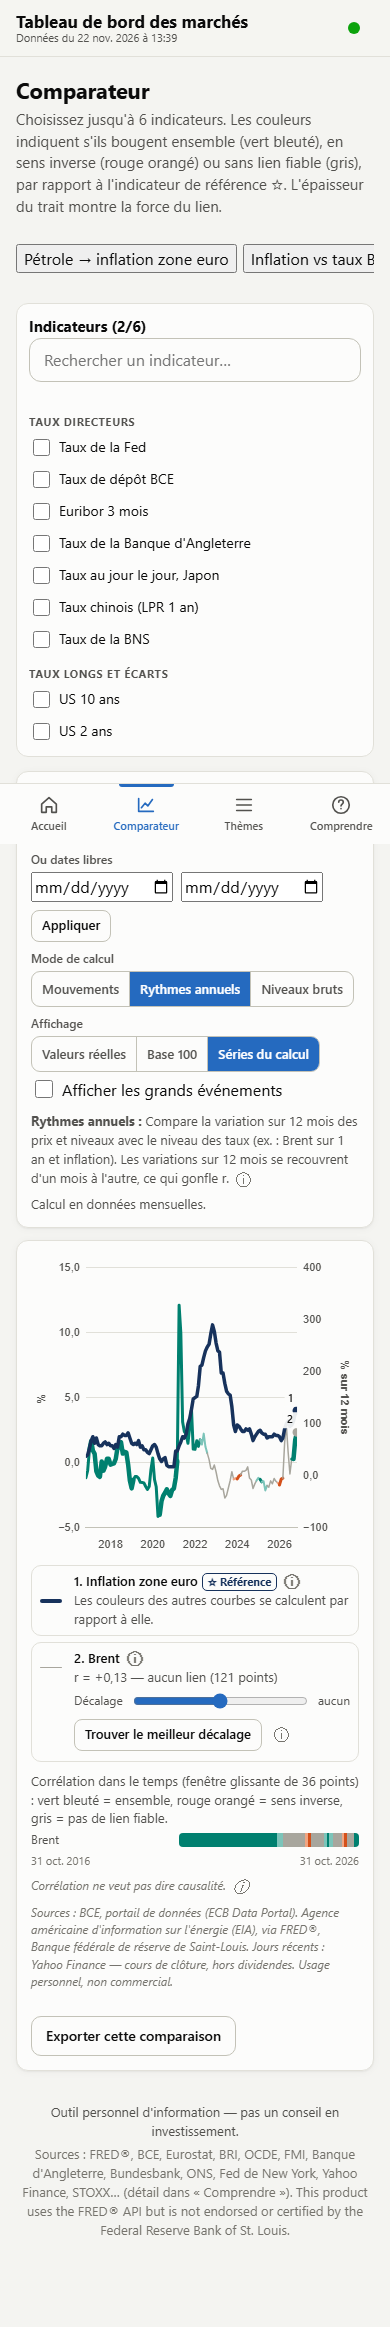 Tableau de bord des marchés
Données du 22 nov. 2026 à 13:39
Comparateur
Choisissez jusqu'à 6 indicateurs. Les couleurs
indiquent s'ils bougent ensemble (vert bleuté), en
sens inverse (rouge orangé) ou sans lien fiable (gris),
par rapport à l'indicateur de référence ☆. L'épaisseur
du trait montre la force du lien.
Pétrole → inflation zone euro
Inflation vs taux B
Indicateurs (2/6)
Rechercher un indicateur...
TAUX DIRECTEURS
Taux de la Fed
Taux de dépôt BCE
Euribor 3 mois
Taux de la Banque d'Angleterre
Taux au jour le jour, Japon
Taux chinois (LPR 1 an)
Taux de la BNS
TAUX LONGS ET ÉCARTS
US 10 ans
US 2 ans
Accueil
Comparateur
Thèmes
Comprendre
Ou dates libres
mm/dd/yyyy
mm/dd/yyyy
Appliquer
Mode de calcul
Mouvements
Rythmes annuels
Niveaux bruts
Affichage
Valeurs réelles
Base 100
Séries du calcul
Afficher les grands événements
Rythmes annuels : Compare la variation sur 12 mois des
prix et niveaux avec le niveau des taux (ex. : Brent sur 1
an et inflation). Les variations sur 12 mois se recouvrent
d'un mois à l'autre, ce qui gonfle r. ⓘ
Calcul en données mensuelles.
15,0
10,0
5,0
0,0
−5,0
%
400
300
200
100
0,0
−100
% sur 12 mois
1
2
2018
2020
2022
2024
2026
1. Inflation zone euro
☆ Référence
ⓘ
Les couleurs des autres courbes se calculent par
rapport à elle.
2. Brent ⓘ
r = +0,13 — aucun lien (121 points)
Décalage
aucun
Trouver le meilleur décalage
ⓘ
Corrélation dans le temps (fenêtre glissante de 36 points)
: vert bleuté = ensemble, rouge orangé = sens inverse,
gris = pas de lien fiable.
Brent
31 oct. 2016
31 oct. 2026
Corrélation ne veut pas dire causalité. ⓘ
Sources : BCE, portail de données (ECB Data Portal). Agence
américaine d'information sur l'énergie (EIA), via FRED®,
Banque fédérale de réserve de Saint-Louis. Jours récents :
Yahoo Finance — cours de clôture, hors dividendes. Usage
personnel, non commercial.
Exporter cette comparaison
Outil personnel d'information — pas un conseil en
investissement.
Sources : FRED®, BCE, Eurostat, BRI, OCDE, FMI, Banque
d'Angleterre, Bundesbank, ONS, Fed de New York, Yahoo
Finance, STOXX… (détail dans « Comprendre »). This product
uses the FRED® API but is not endorsed or certified by the
Federal Reserve Bank of St. Louis.